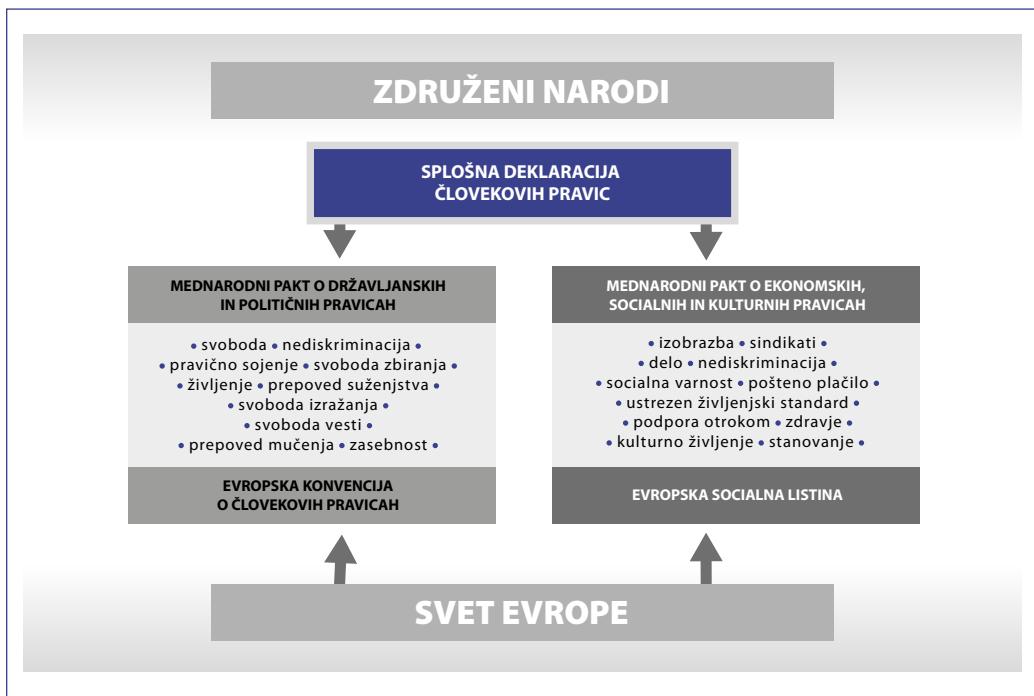 ZDRUŽENI NARODI
SPLOŠNA DEKLARACIJA
ČLOVEKOVIH PRAVIC
MEDNARODNI PAKT O DRŽAVLJANSKIH
IN POLITIČNIH PRAVICAH
• svoboda • nediskriminacija •
• pravično sojenje • svoboda zbiranja •
• življenje • prepoved suženjstva •
• svoboda izražanja •
• svoboda vesti •
• prepoved mučenja • zasebnost •
EVROPSKA KONVENCIJA
O ČLOVEKOVIH PRAVICAH
MEDNARODNI PAKT O EKONOMSKIH,
SOCIALNIH IN KULTURNIH PRAVICAH
• izobrazba • sindikati •
• delo • nediskriminacija •
• socialna varnost • pošteno plačilo •
• ustrezen življenjski standard •
• podpora otrokom • zdravje •
• kulturno življenje • stanovanje •
EVROPSKA SOCIALNA LISTINA
SVET EVROPE